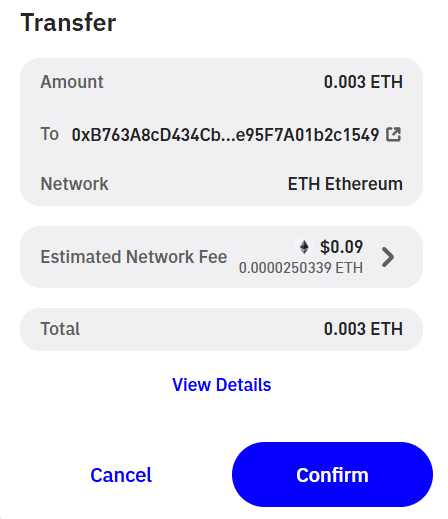 Transfer
Amount 0.003 ETH
To 0xB763A8cD434Cb...e95F7A01b2c1549
Network ETH Ethereum
Estimated Network Fee $0.09
0.0000250339 ETH
Total 0.003 ETH
View Details
Cancel Confirm